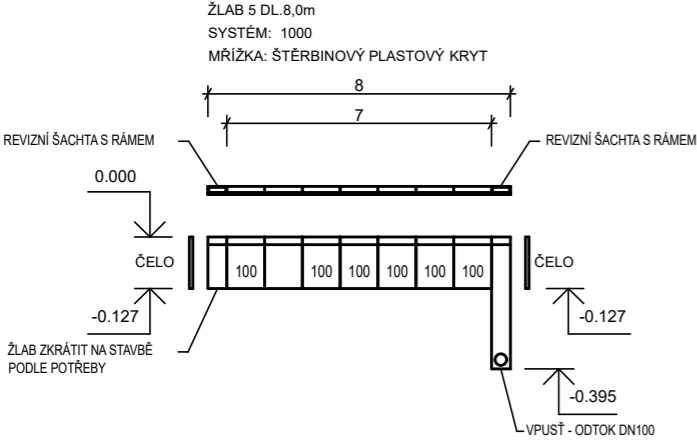 ŽLAB 5 DL.8,0m
SYSTÉM: 1000
MŘÍŽKA: ŠTĚRBINOVÝ PLASTOVÝ KRYT
8
7
REVIZNÍ ŠACHTA S RÁMEM
REVIZNÍ ŠACHTA S RÁMEM
0.000
ČELO
100
100
100
100
100
100
ČELO
-0.127
-0.127
ŽLAB ZKRÁTIT NA STAVBĚ
PODLE POTŘEBY
-0.395
VPUSŤ - ODTOK DN100